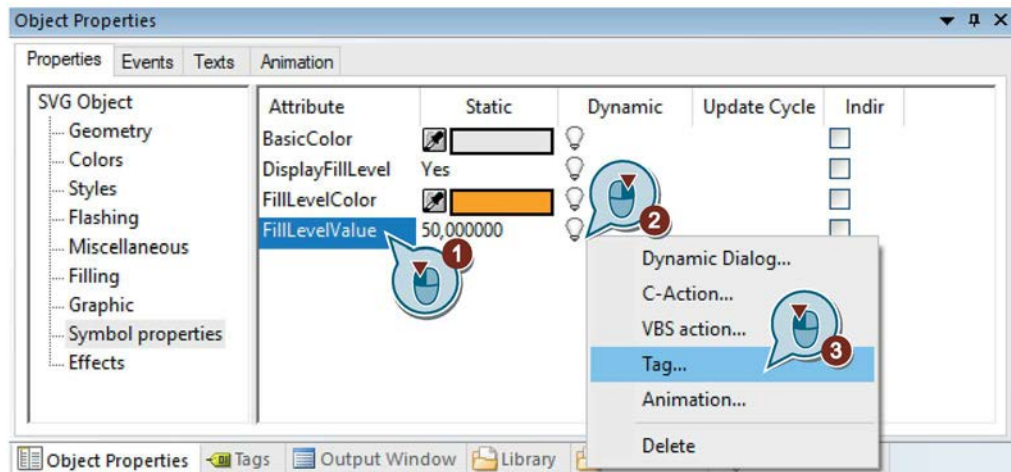 Object Properties
Properties Events Texts Animation
SVG Object
Geometry
Colors
Styles
Flashing
Miscellaneous
Filling
Graphic
Symbol properties
Effects
Attribute Static Dynamic Update Cycle Indir
BasicColor
DisplayFillLevel Yes
FillLevelColor
FillLevelValue 50,000000
1
2
Dynamic Dialog...
C-Action...
VBS action...
3
Tag...
Animation...
Delete
Object Properties Tags Output Window Library